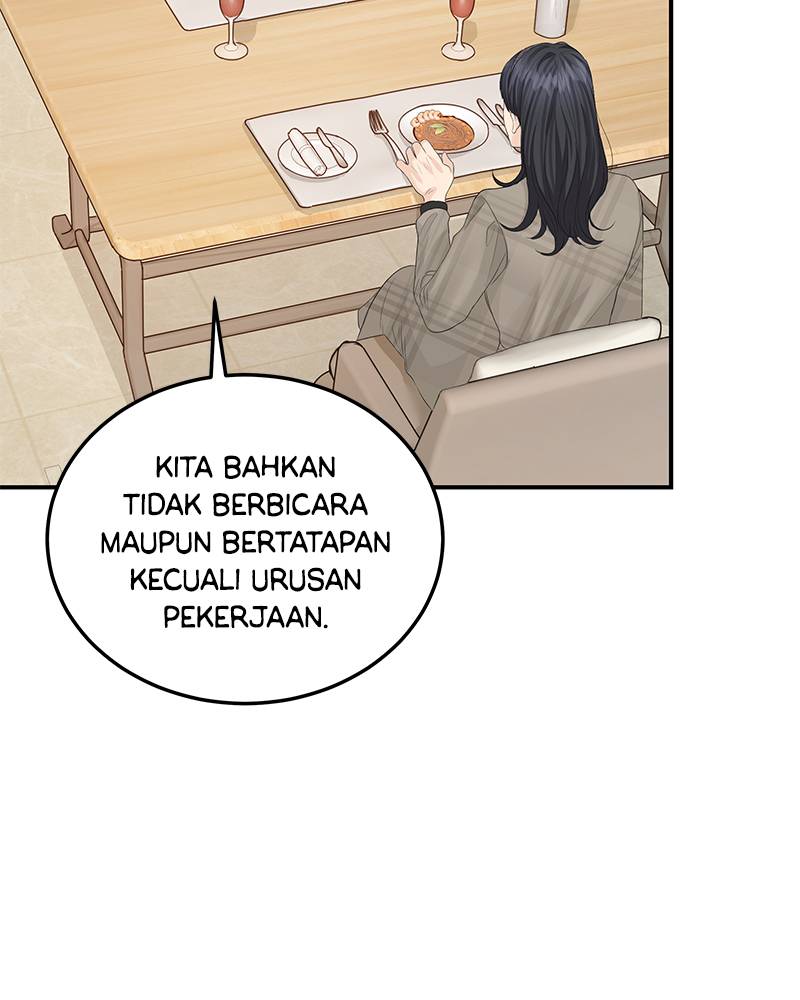 KITA BAHKAN
TIDAK BERBICARA
MAUPUN BERTATAPAN
KECUALI URUSAN
PEKERJAAN.